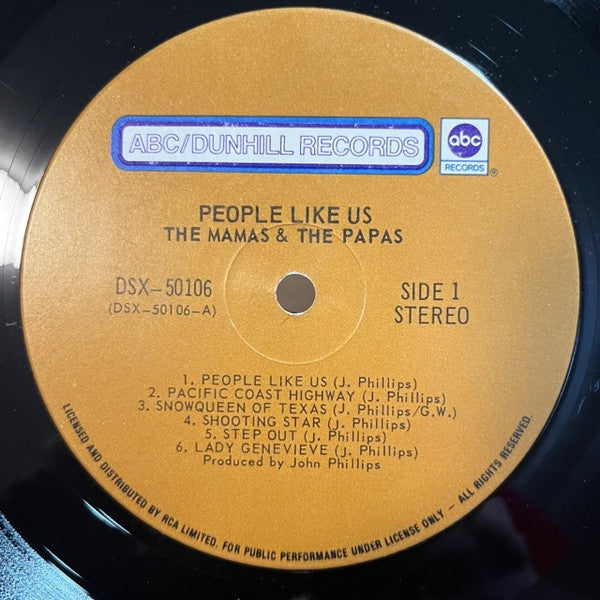 ABC/DUNHILL RECORDS
abc
RECORDS
®
PEOPLE LIKE US
THE MAMAS & THE PAPAS
DSX-50106
(DSX-50106-A)
SIDE 1
STEREO
1. PEOPLE LIKE US (J. Phillips)
2. PACIFIC COAST HIGHWAY (J. Phillips)
3. SNOWQUEEN OF TEXAS (J. Phillips/G.W.)
4. SHOOTING STAR (J. Phillips)
5. STEP OUT (J. Phillips)
6. LADY GENEVIEVE (J. Phillips)
Produced by John Phillips
LICENSED AND DISTRIBUTED BY RCA LIMITED. FOR PUBLIC PERFORMANCE UNDER LICENSE ONLY - ALL RIGHTS RESERVED.